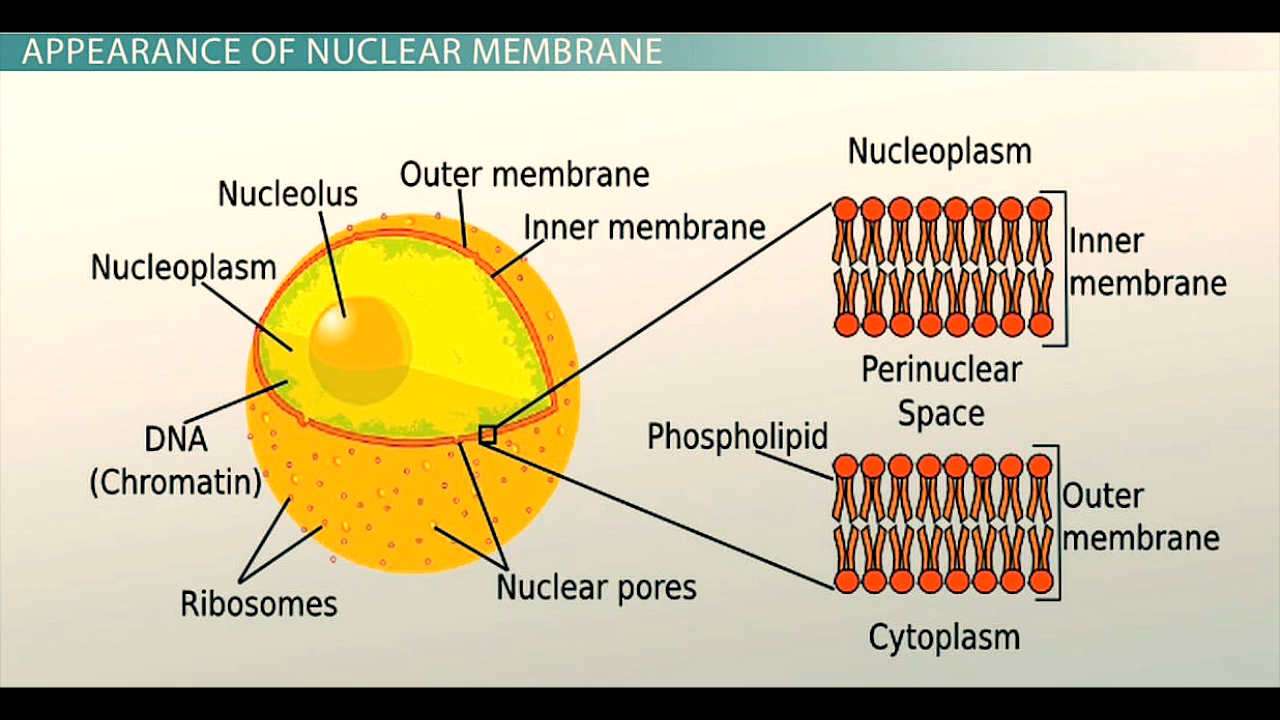 APPEARANCE OF NUCLEAR MEMBRANE
Nucleolus
Outer membrane
Inner membrane
Nucleoplasm
DNA
(Chromatin)
Ribosomes
Nuclear pores
Nucleoplasm
Inner
membrane
Perinuclear
Space
Phospholipid
Outer
membrane
Cytoplasm